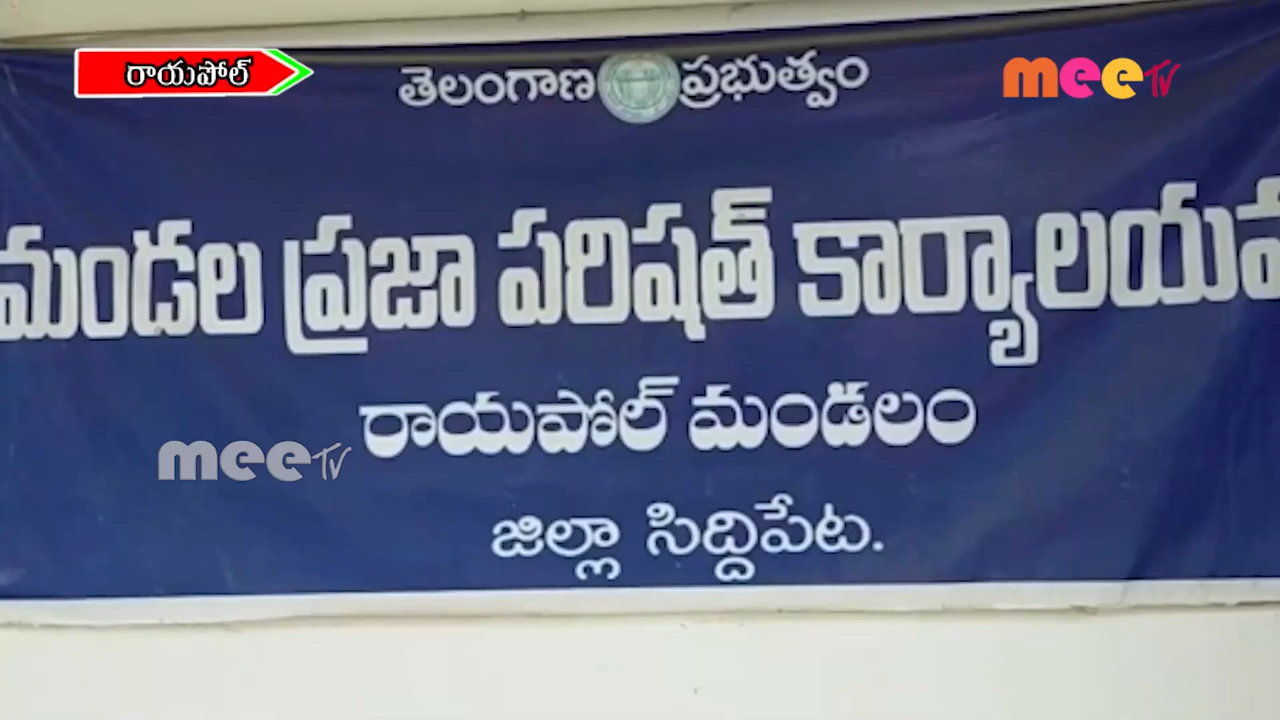 రాయపోల్
meeTV
తెలంగాణ ప్రభుత్వం
మండల ప్రజా పరిషత్ కార్యాలయ
రాయపోల్ మండలం
meeTV
జిల్లా సిద్దిపేట.